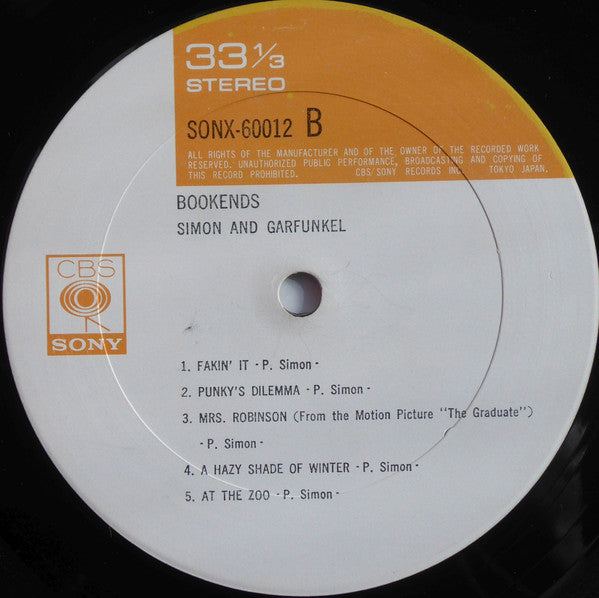 33 1/3
STEREO
SONX-60012 B
ALL RIGHTS OF THE MANUFACTURER AND OF THE OWNER OF THE RECORDED WORK
RESERVED. UNAUTHORIZED PUBLIC PERFORMANCE, BROADCASTING AND COPYING OF
THIS RECORD PROHIBITED. CBS/SONY RECORDS INC. TOKYO JAPAN.
BOOKENDS
SIMON AND GARFUNKEL
CBS
SONY
1. FAKIN' IT - P. Simon -
2. PUNKY'S DILEMMA - P. Simon -
3. MRS. ROBINSON (From the Motion Picture "The Graduate")
- P. Simon -
4. A HAZY SHADE OF WINTER - P. Simon -
5. AT THE ZOO - P. Simon -